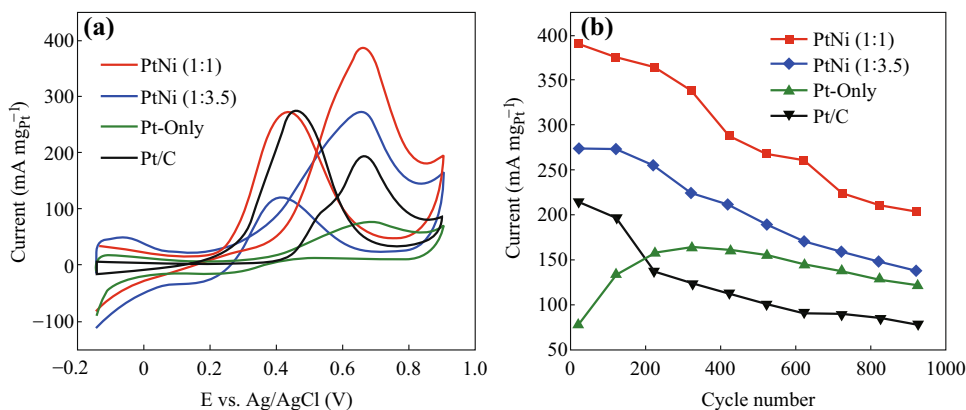 (a)
PtNi (1:1)
PtNi (1:3.5)
Pt-Only
Pt/C
400
300
200
100
0
−100
Current (mA mg_Pt^−1)
−0.2 0 0.2 0.4 0.6 0.8 1.0
E vs. Ag/AgCl (V)
(b)
PtNi (1:1)
PtNi (1:3.5)
Pt-Only
Pt/C
400
350
300
250
200
150
100
50
Current (mA mg_Pt^−1)
0 200 400 600 800 1000
Cycle number